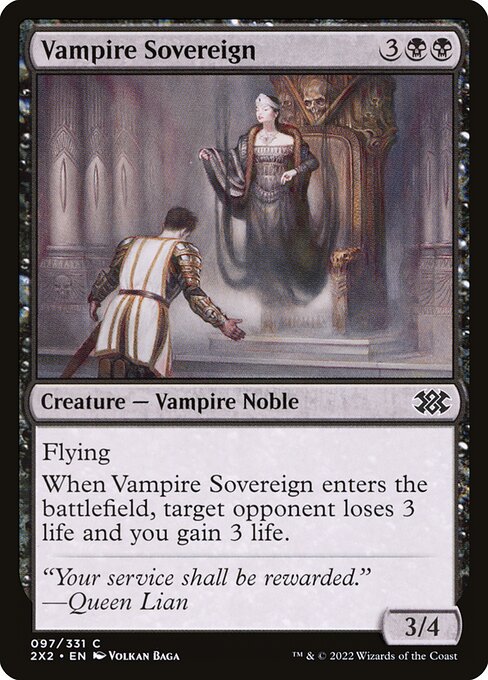 Vampire Sovereign 3
Creature — Vampire Noble
Flying
When Vampire Sovereign enters the
battlefield, target opponent loses 3
life and you gain 3 life.
“Your service shall be rewarded.”
—Queen Lian
3/4
097/331 C
2X2 • EN VOLKAN BAGA
™ & © 2022 Wizards of the Coast